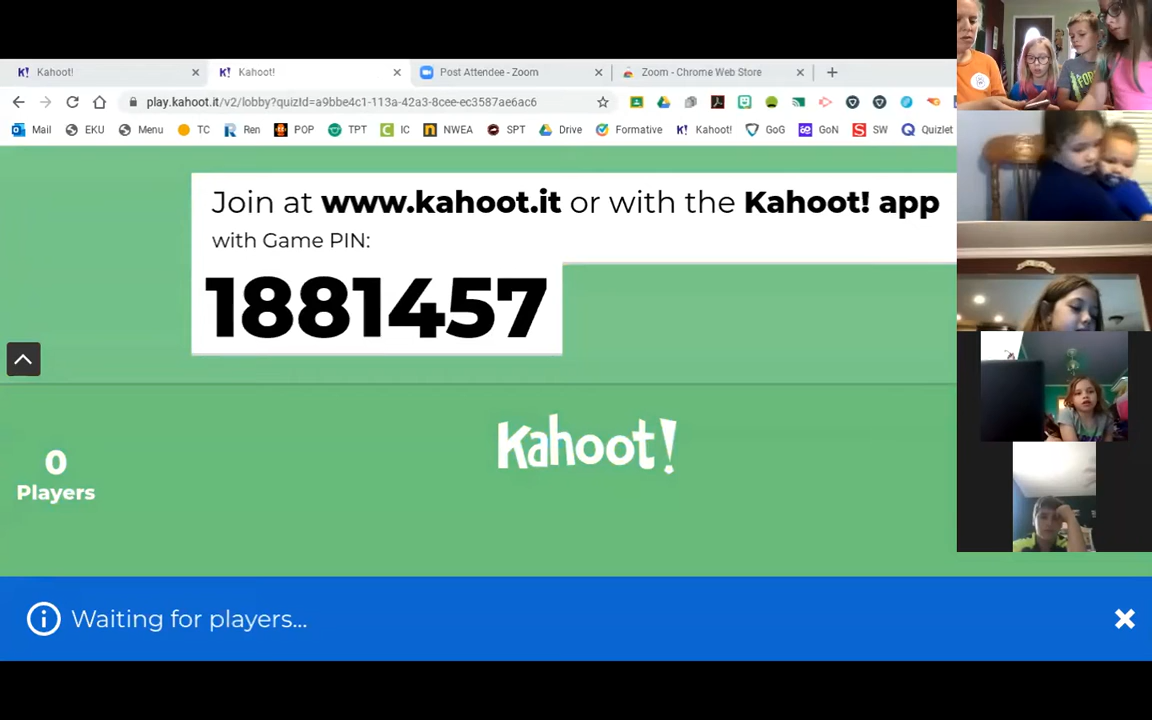 K! Kahoot!
K! Kahoot!
Post Attendee - Zoom
Zoom - Chrome Web Store
play.kahoot.it/v2/lobby?quizId=a9bbe4c1-113a-42a3-8cee-ec3587ae6ac6
Mail EKU Menu TC Ren POP TPT IC NWEA SPT Drive Formative K! Kahoot! GoG GoN SW Quizlet
Join at www.kahoot.it or with the Kahoot! app
with Game PIN:
1881457
Kahoot!
0
Players
Waiting for players...